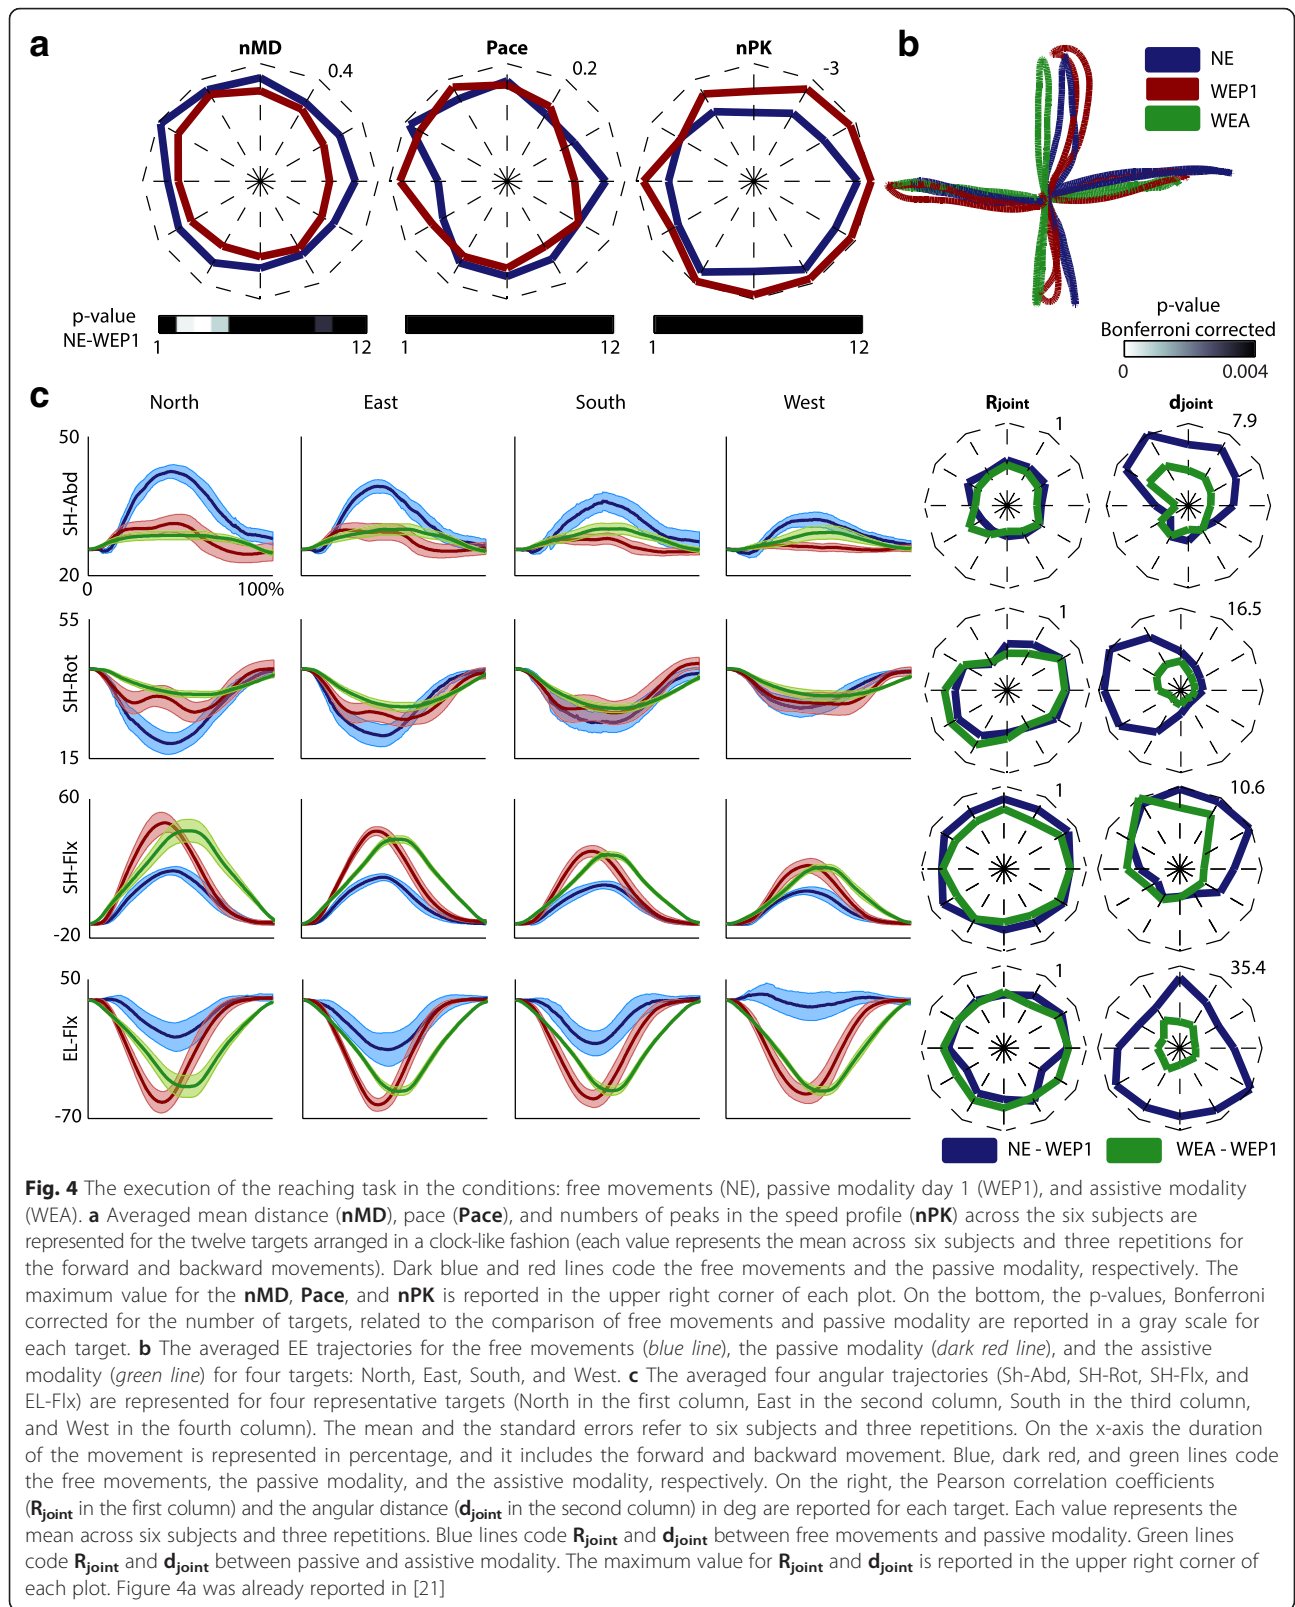 a
nMD
Pace
nPK
0.4
0.2
-3
b
NE
WEP1
WEA
p-value
NE-WEP1
1
12
1
12
1
12
p-value
Bonferroni corrected
0
0.004
c
North
East
South
West
Rjoint
djoint
50
SH-Abd
20
0
100%
1
7.9
55
SH-Rot
15
1
16.5
60
SH-Flx
-20
1
10.6
50
EL-Flx
-70
1
35.4
NE - WEP1
WEA - WEP1
Fig. 4 The execution of the reaching task in the conditions: free movements (NE), passive modality day 1 (WEP1), and assistive modality
(WEA). a Averaged mean distance (nMD), pace (Pace), and numbers of peaks in the speed profile (nPK) across the six subjects are
represented for the twelve targets arranged in a clock-like fashion (each value represents the mean across six subjects and three repetitions for
the forward and backward movements). Dark blue and red lines code the free movements and the passive modality, respectively. The
maximum value for the nMD, Pace, and nPK is reported in the upper right corner of each plot. On the bottom, the p-values, Bonferroni
corrected for the number of targets, related to the comparison of free movements and passive modality are reported in a gray scale for
each target. b The averaged EE trajectories for the free movements (blue line), the passive modality (dark red line), and the assistive
modality (green line) for four targets: North, East, South, and West. c The averaged four angular trajectories (Sh-Abd, SH-Rot, SH-Flx, and
EL-Flx) are represented for four representative targets (North in the first column, East in the second column, South in the third column,
and West in the fourth column). The mean and the standard errors refer to six subjects and three repetitions. On the x-axis the duration
of the movement is represented in percentage, and it includes the forward and backward movement. Blue, dark red, and green lines code
the free movements, the passive modality, and the assistive modality, respectively. On the right, the Pearson correlation coefficients
(Rjoint in the first column) and the angular distance (djoint in the second column) in deg are reported for each target. Each value represents the
mean across six subjects and three repetitions. Blue lines code Rjoint and djoint between free movements and passive modality. Green lines
code Rjoint and djoint between passive and assistive modality. The maximum value for Rjoint and djoint is reported in the upper right corner of
each plot. Figure 4a was already reported in [21]